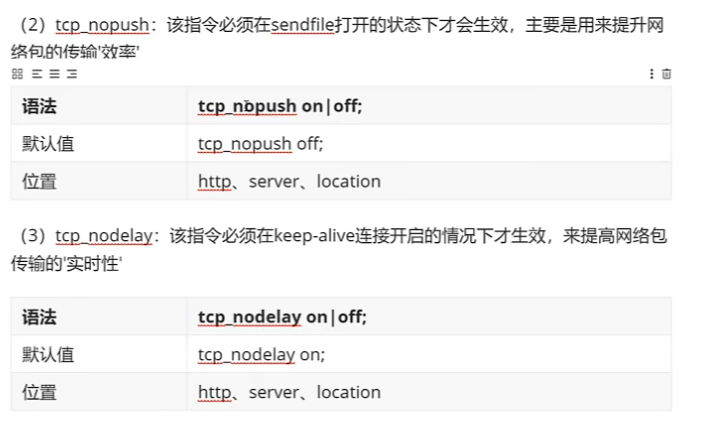 （2）tcp_nopush：该指令必须在sendfile打开的状态下才会生效，主要是用来提升网
络包的传输'效率'
语法 tcp_nopush on|off;
默认值 tcp_nopush off;
位置 http、server、location
（3）tcp_nodelay：该指令必须在keep-alive连接开启的情况下才生效，来提高网络包
传输的'实时性'
语法 tcp_nodelay on|off;
默认值 tcp_nodelay on;
位置 http、server、location